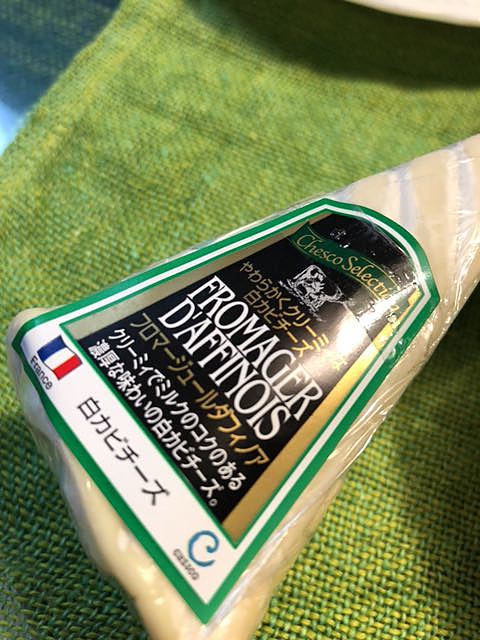 Chesco Selection
やわらかくクリーミー
白カビチーズ
FROMAGER
D'AFFINOIS
フロマージュールダフィノア
クリーミィでミルクのコクのある
濃厚な味わいの白カビチーズ。
France
白カビチーズ
CHESCO